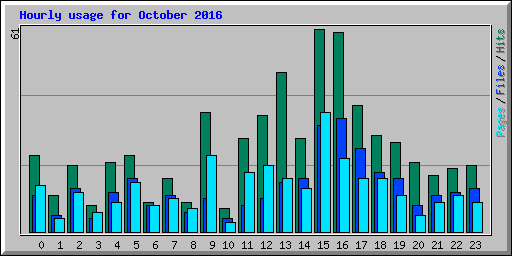 Hourly usage for October 2016
61
Pages / Files / Hits
0 1 2 3 4 5 6 7 8 9 10 11 12 13 14 15 16 17 18 19 20 21 22 23